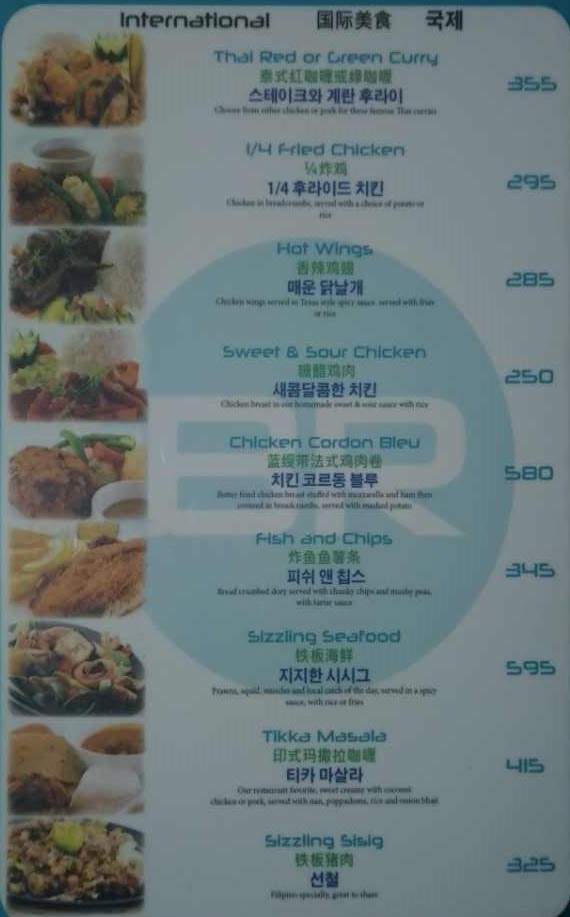 International 国际美食 국제
Thai Red or Green Curry
泰式红咖喱或绿咖喱
스테이크와 계란 후라이
Choose from either chicken or pork for these famous Thai curries
355
1/4 Fried Chicken
¼炸鸡
1/4 후라이드 치킨
Chicken in breadcrumbs, served with a choice of potato or
rice
295
Hot Wings
香辣鸡翅
매운 닭날개
Chicken wings served in Texas style spicy sauce. served with fries
or rice
285
Sweet & Sour Chicken
糖醋鸡肉
새콤달콤한 치킨
Chicken breast in our homemade sweet & sour sauce with rice
250
Chicken Cordon Bleu
蓝绶带法式鸡肉卷
치킨 코르동 블루
Butter fried chicken breast stuffed with mozzarella and ham then
covered in breadcrumbs, served with mashed potato
580
Fish and Chips
炸鱼鱼薯条
피쉬 앤 칩스
Bread crumbed dory served with chunky chips and mushy peas,
with tartar sauce
345
Sizzling Seafood
铁板海鲜
지지한 시시그
Prawns, squid, mussles and local catch of the day, served in a spicy
sauce, with rice or fries
595
Tikka Masala
印式玛撒拉咖喱
티카 마살라
Our restaurant favorite, sweet creamy with coconut
chicken or pork, served with nan, poppadoms, rice and onion bhaji
415
Sizzling Sisig
铁板猪肉
선철
Filipino specialty, great to share
325
BR